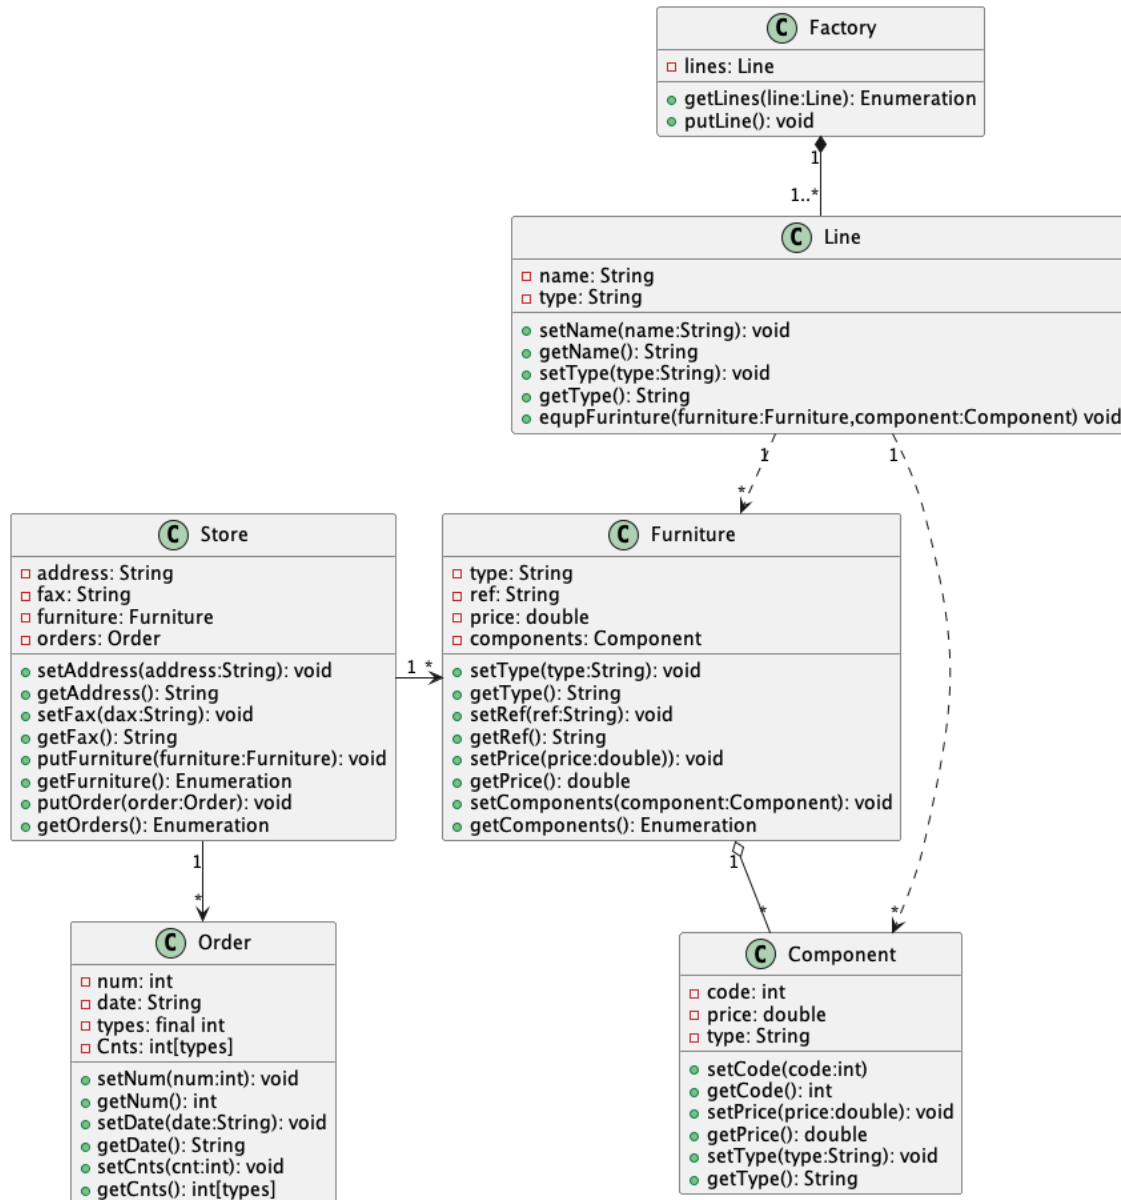 C Factory
lines: Line
getLines(line:Line): Enumeration
putLine(): void
1
1..*
C Line
name: String
type: String
setName(name:String): void
getName(): String
setType(type:String): void
getType(): String
equpFurinture(furniture:Furniture,component:Component) void
1
1
*
C Store
address: String
fax: String
furniture: Furniture
orders: Order
setAddress(address:String): void
getAddress(): String
setFax(dax:String): void
getFax(): String
putFurniture(furniture:Furniture): void
getFurniture(): Enumeration
putOrder(order:Order): void
getOrders(): Enumeration
1 *
C Furniture
type: String
ref: String
price: double
components: Component
setType(type:String): void
getType(): String
setRef(ref:String): void
getRef(): String
setPrice(price:double)): void
getPrice(): double
setComponents(component:Component): void
getComponents(): Enumeration
1
*
1
*
*
C Order
num: int
date: String
types: final int
Cnts: int[types]
setNum(num:int): void
getNum(): int
setDate(date:String): void
getDate(): String
setCnts(cnt:int): void
getCnts(): int[types]
C Component
code: int
price: double
type: String
setCode(code:int)
getCode(): int
setPrice(price:double): void
getPrice(): double
setType(type:String): void
getType(): String